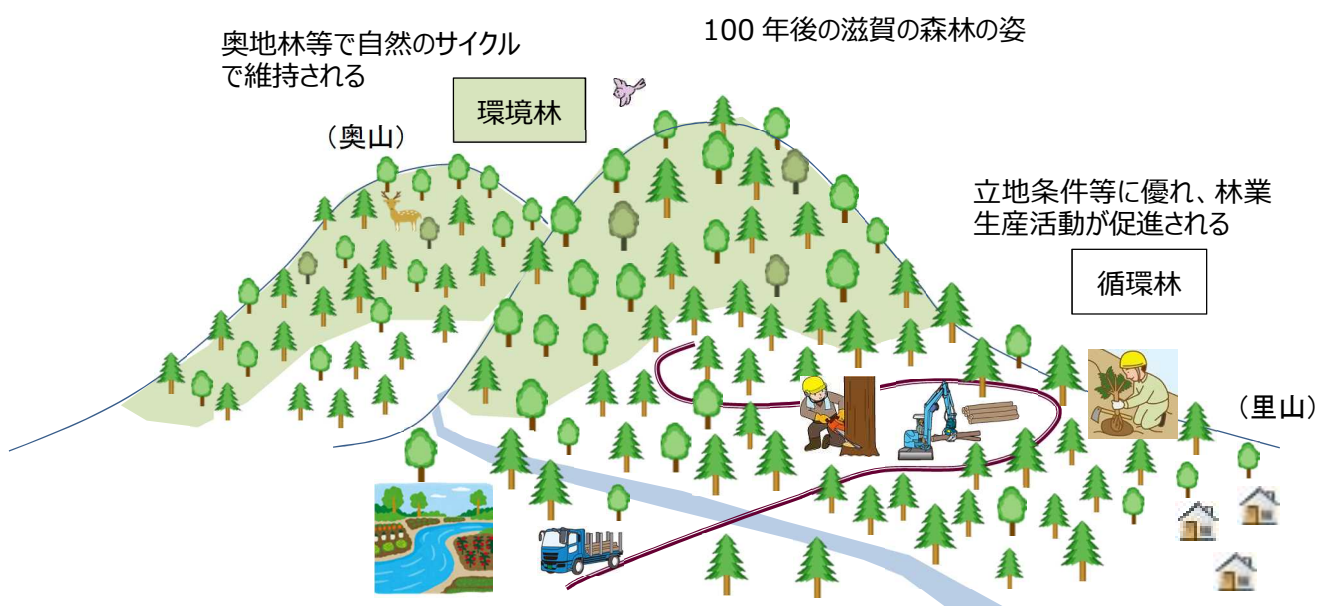 100 年後の滋賀の森林の姿
奥地林等で自然のサイクル
で維持される
環境林
（奥山）
立地条件等に優れ、林業
生産活動が促進される
循環林
（里山）